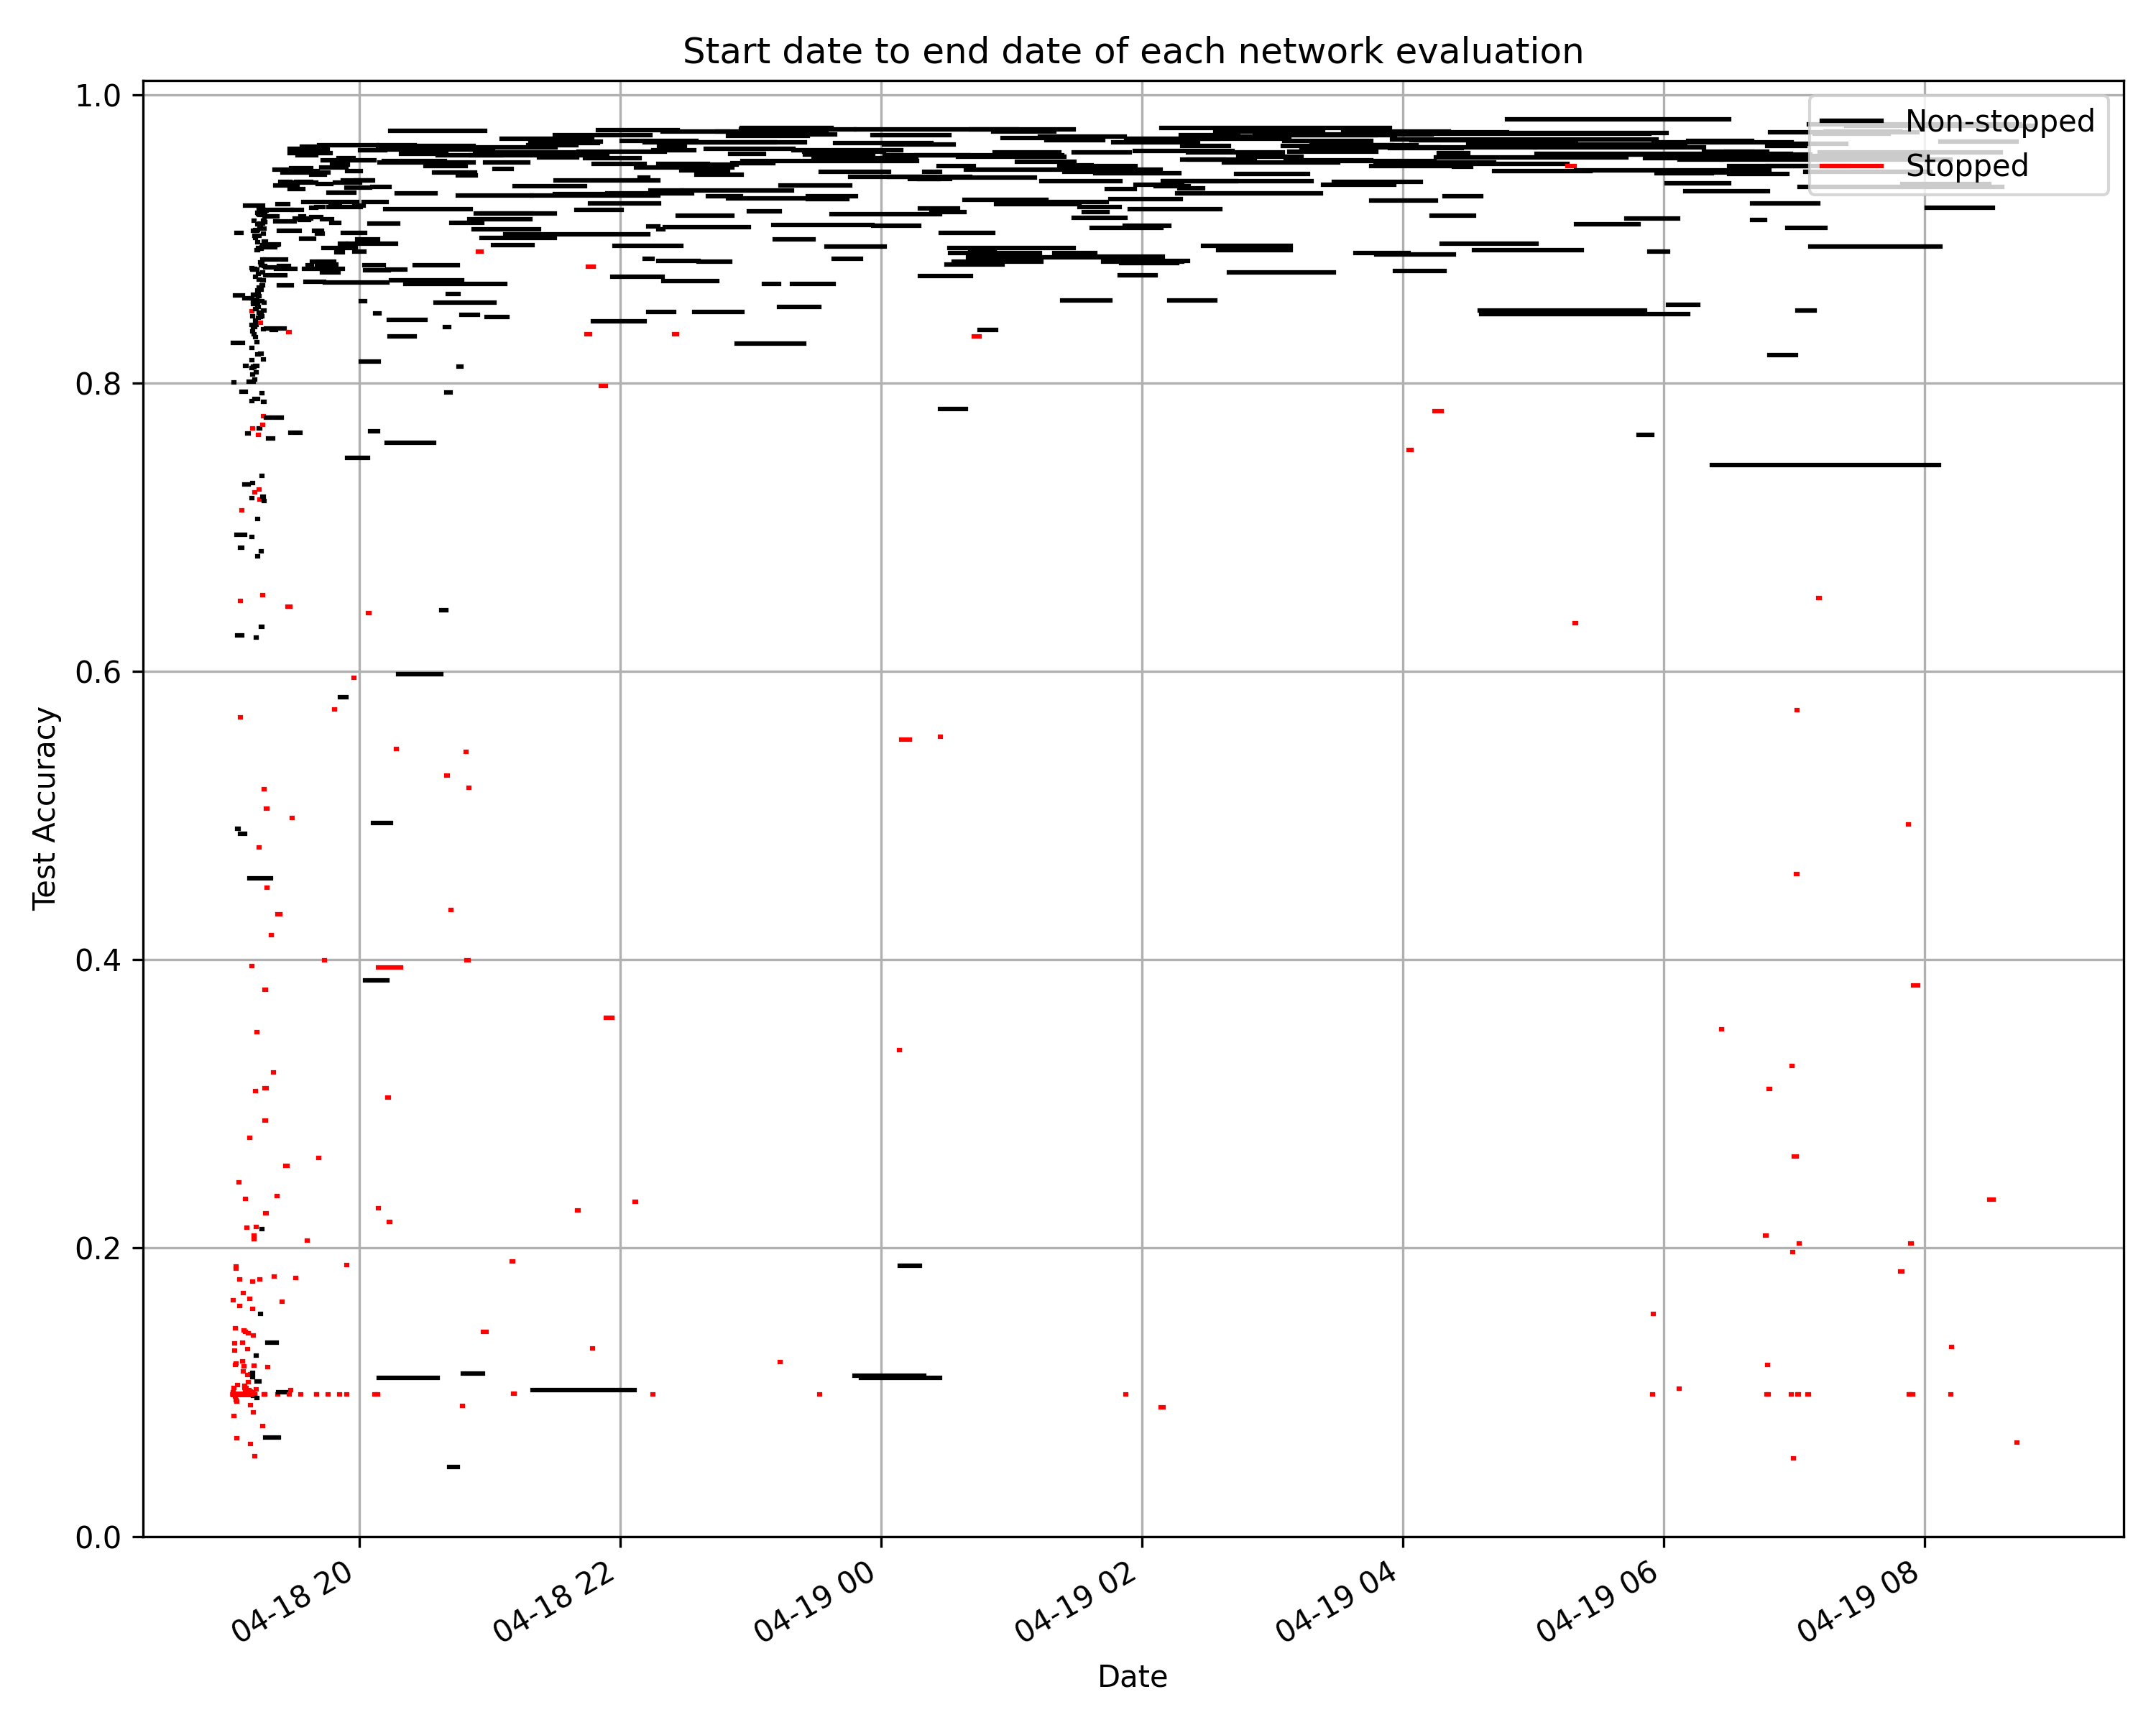 Start date to end date of each network evaluation
1.0
0.8
0.6
0.4
0.2
0.0
Test Accuracy
Non-stopped
Stopped
04-18 20
04-18 22
04-19 00
04-19 02
04-19 04
04-19 06
04-19 08
Date